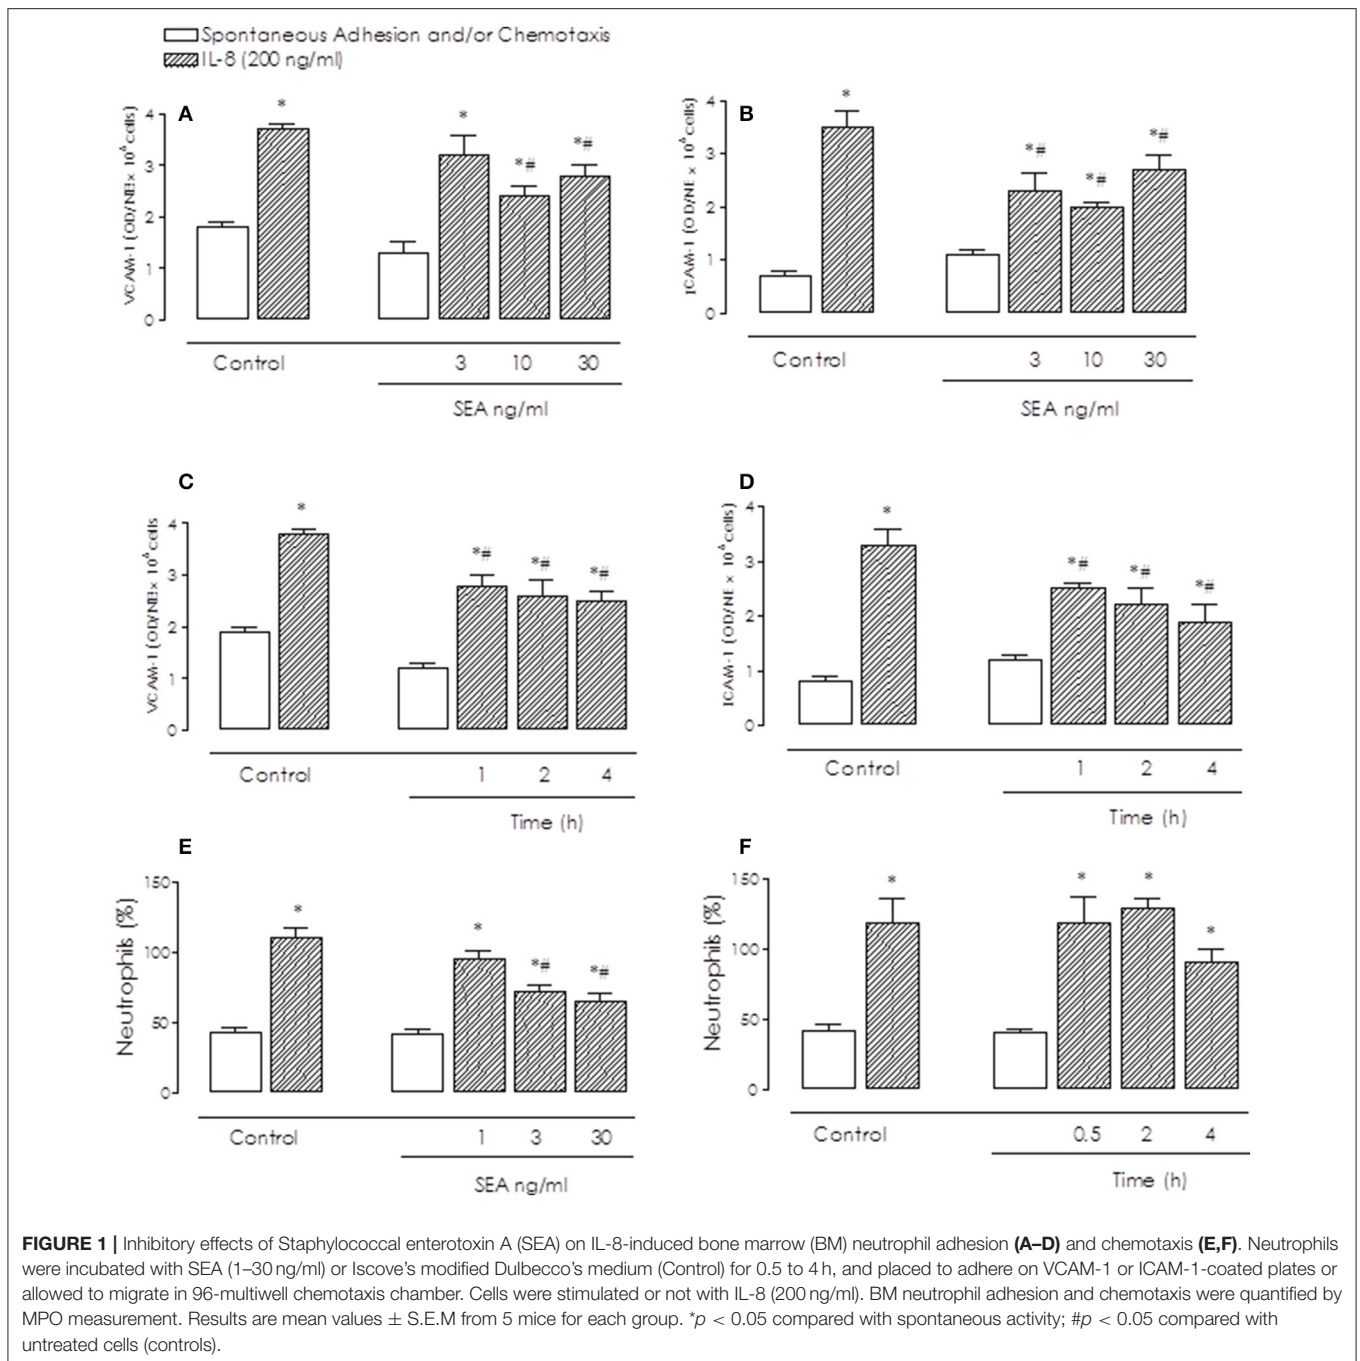 Spontaneous Adhesion and/or Chemotaxis
IL-8 (200 ng/ml)
A
VCAM-1 (OD/NE× 10⁶ cells)
4
3
2
1
0
*
*
*#
*#
Control
3 10 30
SEA ng/ml
B
ICAM-1 (OD/NE × 10⁶ cells)
4
3
2
1
0
*
*#
*#
*#
Control
3 10 30
SEA ng/ml
C
VCAM-1 (OD/NE× 10⁶ cells
4
3
2
1
0
*
*#
*#
*#
Control
1 2 4
Time (h)
D
ICAM-1 (OD/NE × 10⁶ cells)
4
3
2
1
0
*
*#
*#
*#
Control
1 2 4
Time (h)
E
Neutrophils (%)
150
100
50
0
*
*
*#
*#
Control
1 3 30
SEA ng/ml
F
Neutrophils (%)
150
100
50
0
*
*
*
*
Control
0.5 2 4
Time (h)
FIGURE 1 | Inhibitory effects of Staphylococcal enterotoxin A (SEA) on IL-8-induced bone marrow (BM) neutrophil adhesion (A–D) and chemotaxis (E,F). Neutrophils
were incubated with SEA (1–30 ng/ml) or Iscove's modified Dulbecco's medium (Control) for 0.5 to 4 h, and placed to adhere on VCAM-1 or ICAM-1-coated plates or
allowed to migrate in 96-multiwell chemotaxis chamber. Cells were stimulated or not with IL-8 (200 ng/ml). BM neutrophil adhesion and chemotaxis were quantified by
MPO measurement. Results are mean values ± S.E.M from 5 mice for each group. *p < 0.05 compared with spontaneous activity; #p < 0.05 compared with
untreated cells (controls).